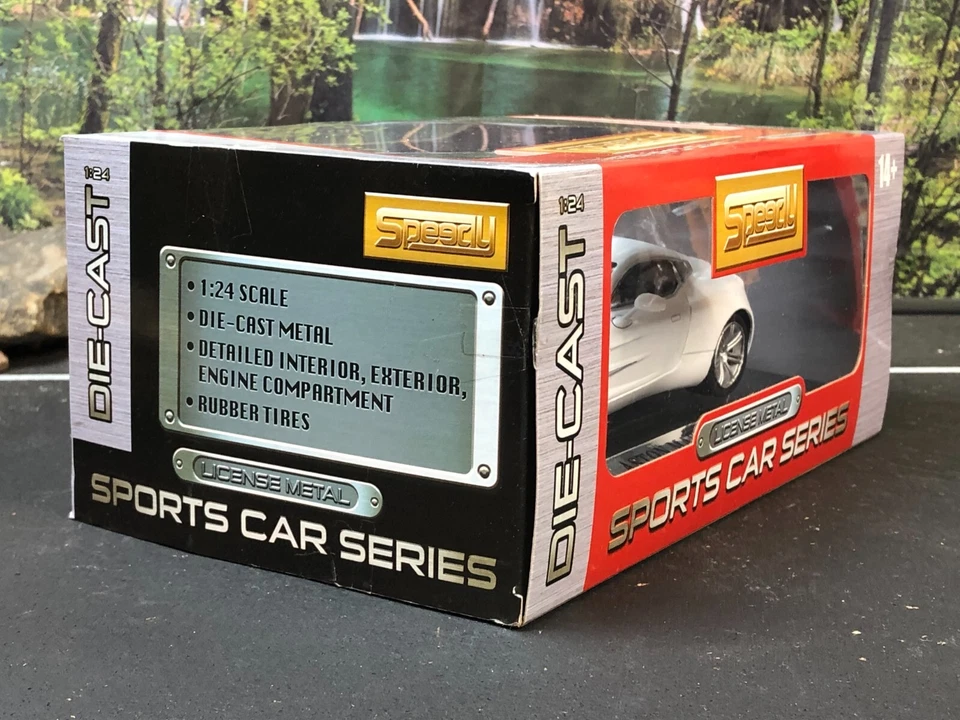 1:24
DIE-CAST
Speedy
• 1:24 SCALE
• DIE-CAST METAL
• DETAILED INTERIOR, EXTERIOR,
ENGINE COMPARTMENT
• RUBBER TIRES
LICENSE METAL
SPORTS CAR SERIES
1:24
DIE-CAST
14+
Speedy
LICENSE METAL
SPORTS CAR SERIES